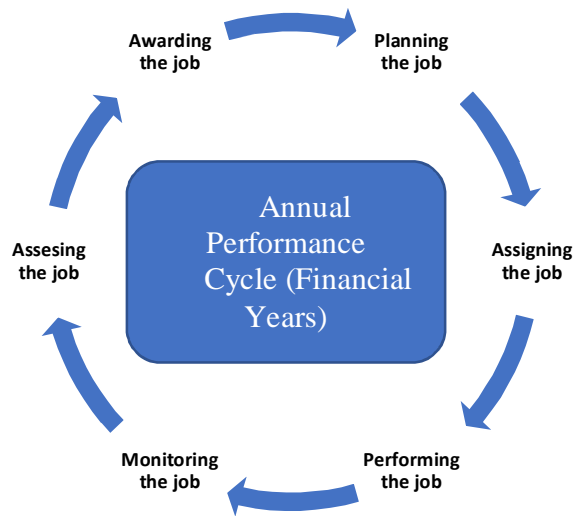 Awarding
the job
Planning
the job
Assigning
the job
Performing
the job
Monitoring
the job
Assesing
the job
Annual
Performance
Cycle (Financial
Years)